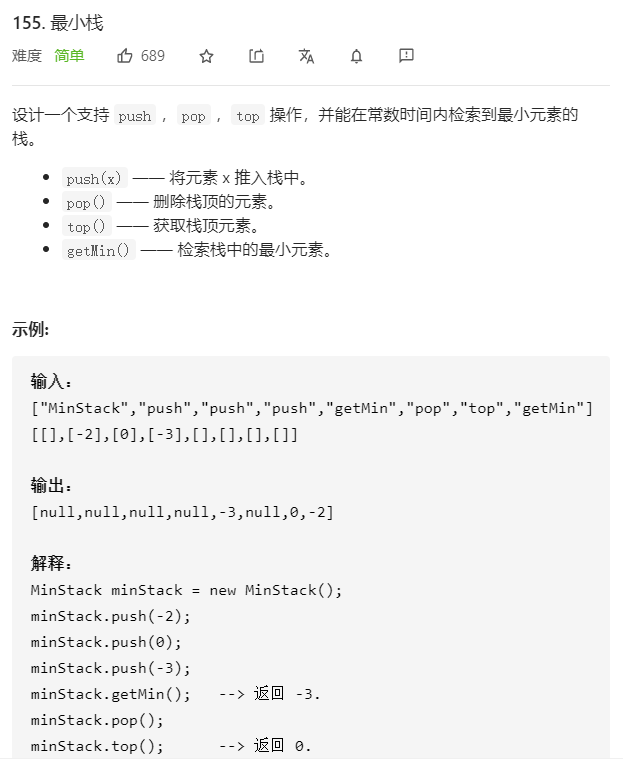 155. 最小栈
难度 简单 689
设计一个支持 push ，pop ，top 操作，并能在常数时间内检索到最小元素的
栈。
push(x) —— 将元素 x 推入栈中。
pop() —— 删除栈顶的元素。
top() —— 获取栈顶元素。
getMin() —— 检索栈中的最小元素。
示例:
输入：
["MinStack","push","push","push","getMin","pop","top","getMin"]
[[],[-2],[0],[-3],[],[],[],[]]
输出：
[null,null,null,null,-3,null,0,-2]
解释：
MinStack minStack = new MinStack();
minStack.push(-2);
minStack.push(0);
minStack.push(-3);
minStack.getMin();   --> 返回 -3.
minStack.pop();
minStack.top();      --> 返回 0.